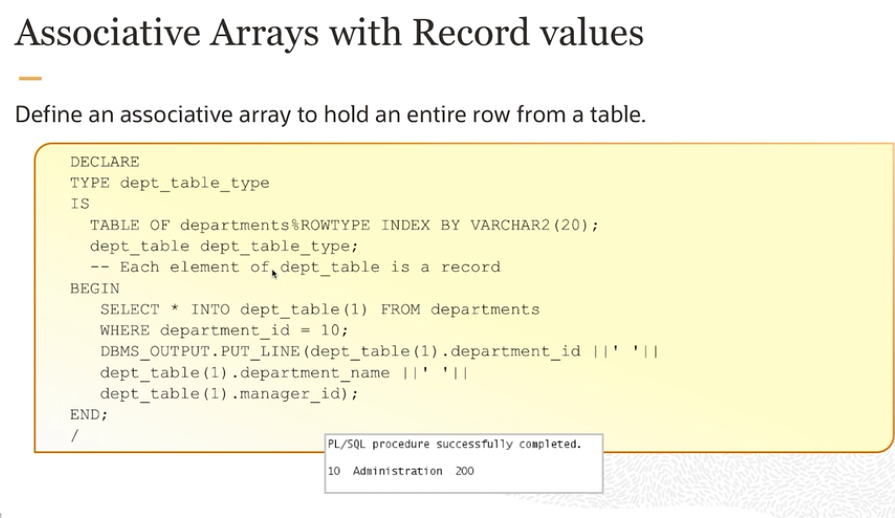 Associative Arrays with Record values
Define an associative array to hold an entire row from a table.
DECLARE
TYPE dept_table_type
IS
TABLE OF departments%ROWTYPE INDEX BY VARCHAR2(20);
dept_table dept_table_type;
-- Each element of dept_table is a record
BEGIN
SELECT * INTO dept_table(1) FROM departments
WHERE department_id = 10;
DBMS_OUTPUT.PUT_LINE(dept_table(1).department_id ||' '||
dept_table(1).department_name ||' '||
dept_table(1).manager_id);
END;
/
PL/SQL procedure successfully completed.
10 Administration 200